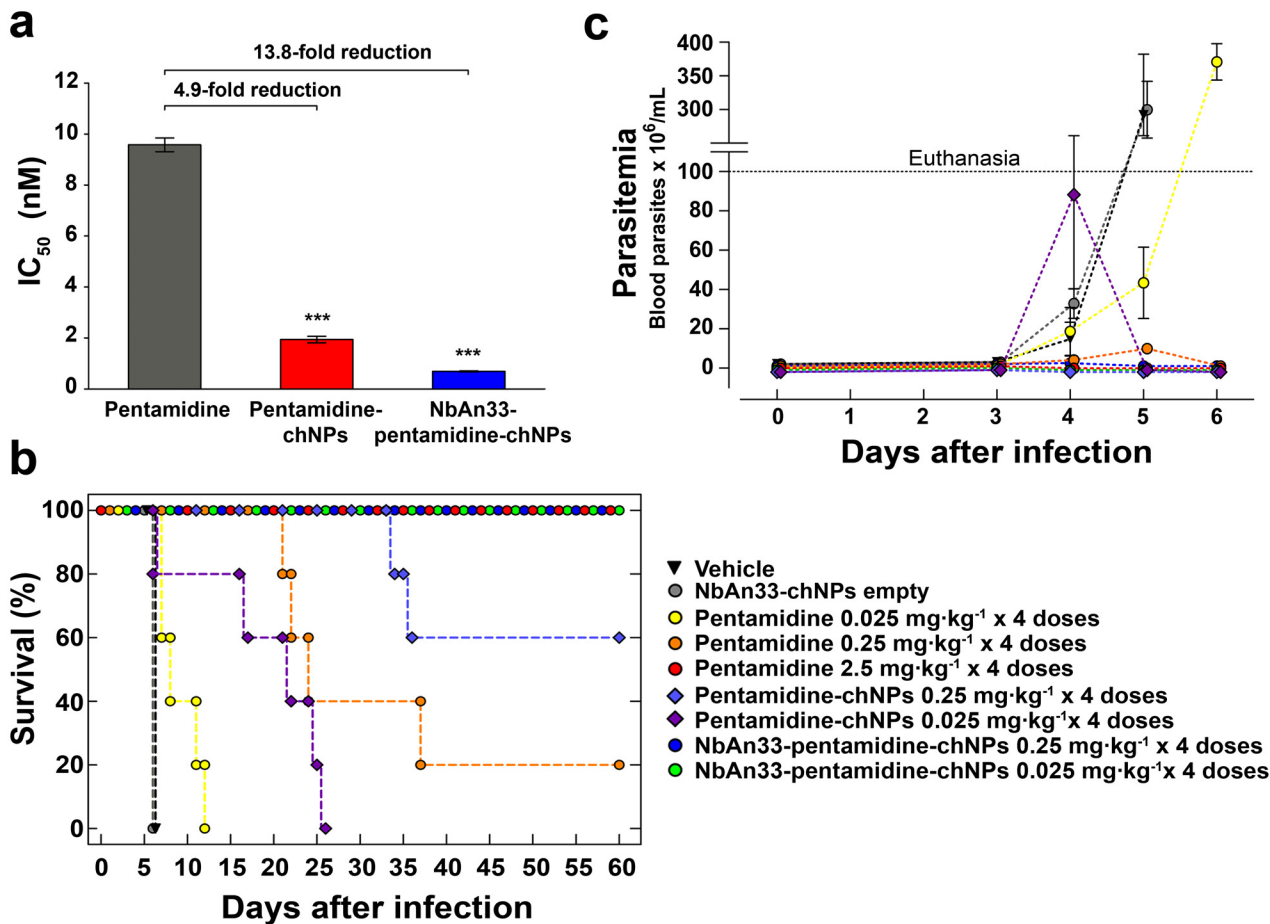 a
13.8-fold reduction
4.9-fold reduction
12
10
8
6
4
2
0
IC50 (nM)
***
***
Pentamidine
Pentamidine-
chNPs
NbAn33-
pentamidine-chNPs
c
400
350
300
100
80
60
40
20
0
Parasitemia
Blood parasites x 10⁶/mL
Euthanasia
0 1 2 3 4 5 6
Days after infection
b
100
80
60
40
20
0
Survival (%)
0 5 10 15 20 25 30 35 40 45 50 55 60
Days after infection
Vehicle
NbAn33-chNPs empty
Pentamidine 0.025 mg·kg⁻¹ x 4 doses
Pentamidine 0.25 mg·kg⁻¹ x 4 doses
Pentamidine 2.5 mg·kg⁻¹ x 4 doses
Pentamidine-chNPs 0.25 mg·kg⁻¹ x 4 doses
Pentamidine-chNPs 0.025 mg·kg⁻¹x 4 doses
NbAn33-pentamidine-chNPs 0.25 mg·kg⁻¹ x 4 doses
NbAn33-pentamidine-chNPs 0.025 mg·kg⁻¹x 4 doses